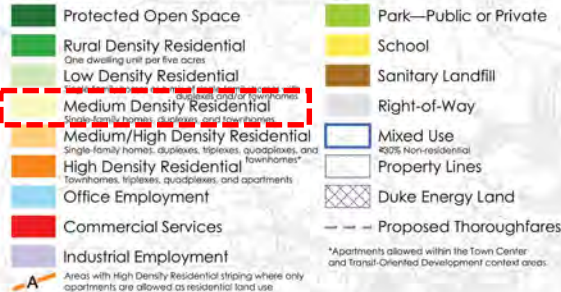 Protected Open Space
Rural Density Residential
One dwelling unit per five acres
Low Density Residential
duplexes and/or townhomes
Medium Density Residential
Single-family homes, duplexes, and townhomes
Medium/High Density Residential
Single-family homes, duplexes, triplexes, quadplexes, and
townhomes*
High Density Residential
Townhomes, triplexes, quadplexes, and apartments
Office Employment
Commercial Services
Industrial Employment
A
Areas with High Density Residential striping where only
apartments are allowed as residential land use
Park—Public or Private
School
Sanitary Landfill
Right-of-Way
Mixed Use
≤30% Non-residential
Property Lines
Duke Energy Land
Proposed Thoroughfares
*Apartments allowed within the Town Center
and Transit-Oriented Development context areas.